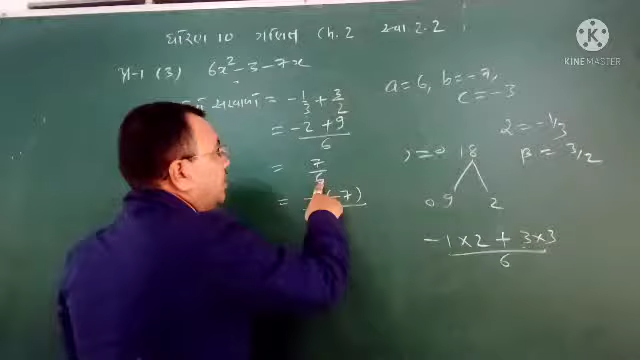 ધોરણ 10 ગણિત Ch.2 સ્વા 2.2
પ્ર-1 (3) 6x² - 3 - 7x
a = 6, b = -7,
c = -3
= -1/3 + 3/2
= -2 + 9 / 6
= 7/6
= -(-7)
18
9 2
α = -1/3
β = 3/2
-1 × 2 + 3 × 3 / 6
KINEMASTER